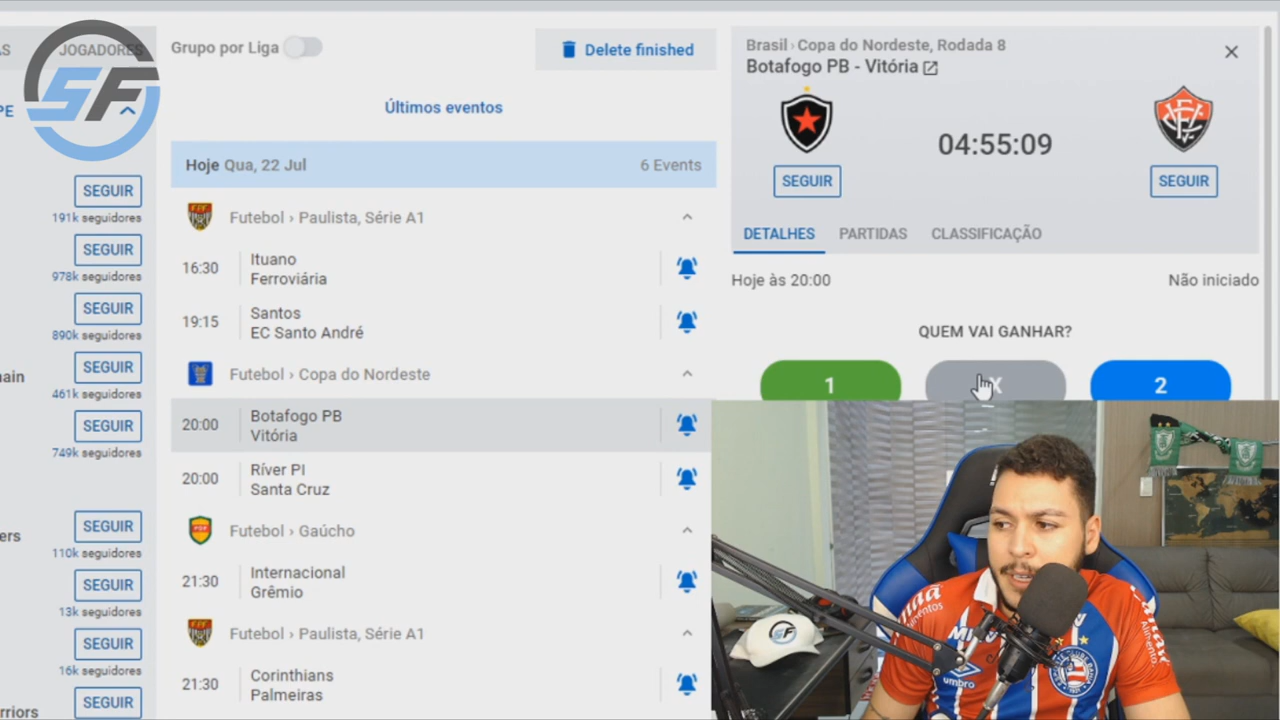 AS
JOGADORES
SF
PE
SEGUIR
191k seguidores
SEGUIR
978k seguidores
SEGUIR
890k seguidores
SEGUIR
461k seguidores
SEGUIR
749k seguidores
SEGUIR
110k seguidores
SEGUIR
13k seguidores
SEGUIR
16k seguidores
SEGUIR
Grupo por Liga
Delete finished
Últimos eventos
Hoje Qua, 22 Jul
6 Events
Futebol › Paulista, Série A1
16:30
Ituano
Ferroviária
19:15
Santos
EC Santo André
Futebol › Copa do Nordeste
20:00
Botafogo PB
Vitória
20:00
Ríver PI
Santa Cruz
Futebol › Gaúcho
21:30
Internacional
Grêmio
Futebol › Paulista, Série A1
21:30
Corinthians
Palmeiras
Brasil › Copa do Nordeste, Rodada 8
Botafogo PB - Vitória
04:55:09
SEGUIR
SEGUIR
DETALHES
PARTIDAS
CLASSIFICAÇÃO
Hoje às 20:00
Não iniciado
QUEM VAI GANHAR?
1
X
2
SF
umbro